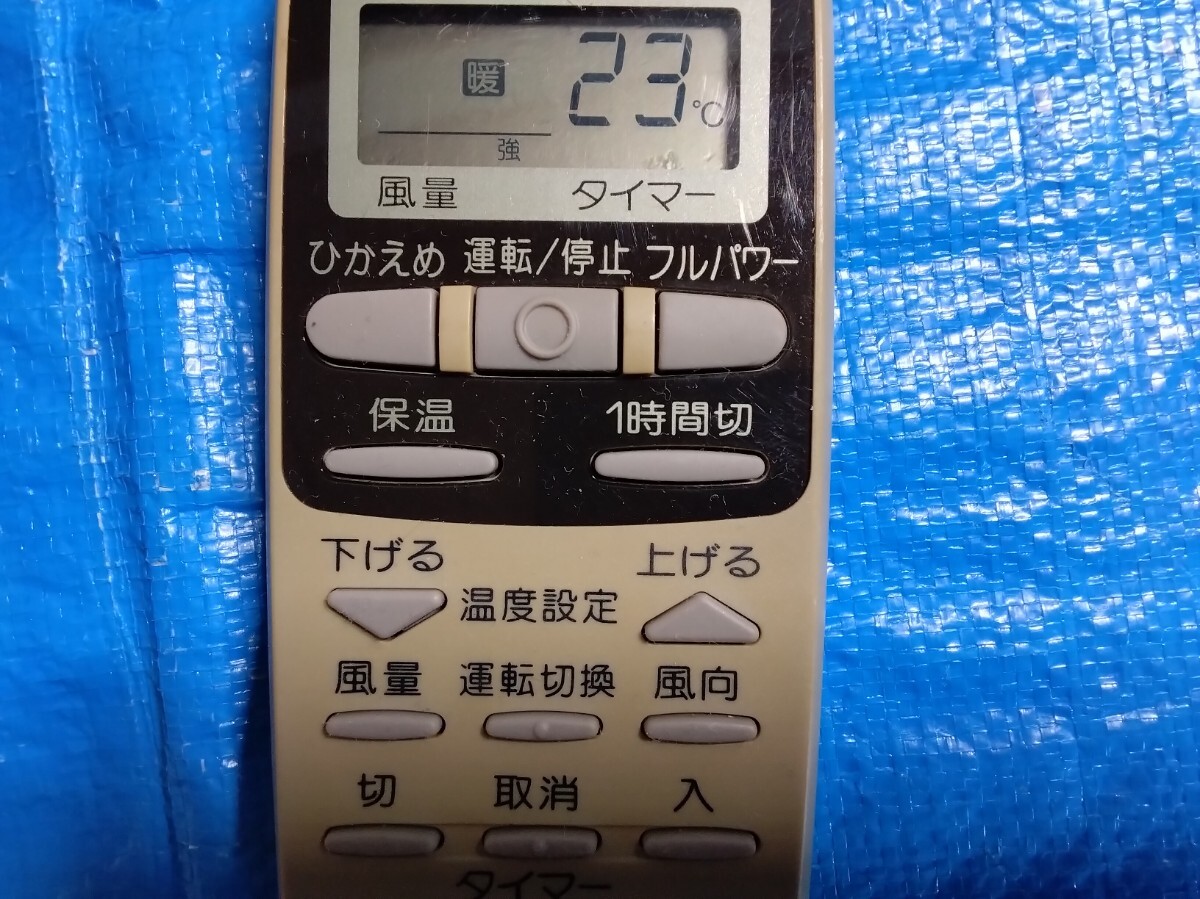 暖 23℃
強
風量 タイマー
ひかえめ 運転/停止 フルパワー
保温 1時間切
下げる 上げる
温度設定
風量 運転切換 風向
切 取消 入
タイマー